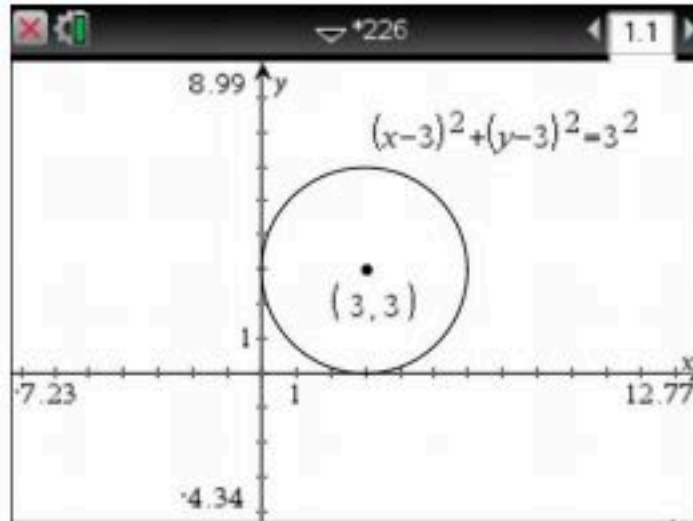 *226
1.1
8.99 y
(x-3)²+(y-3)²=3²
(3,3)
1
x
-7.23 1 12.77
-4.34